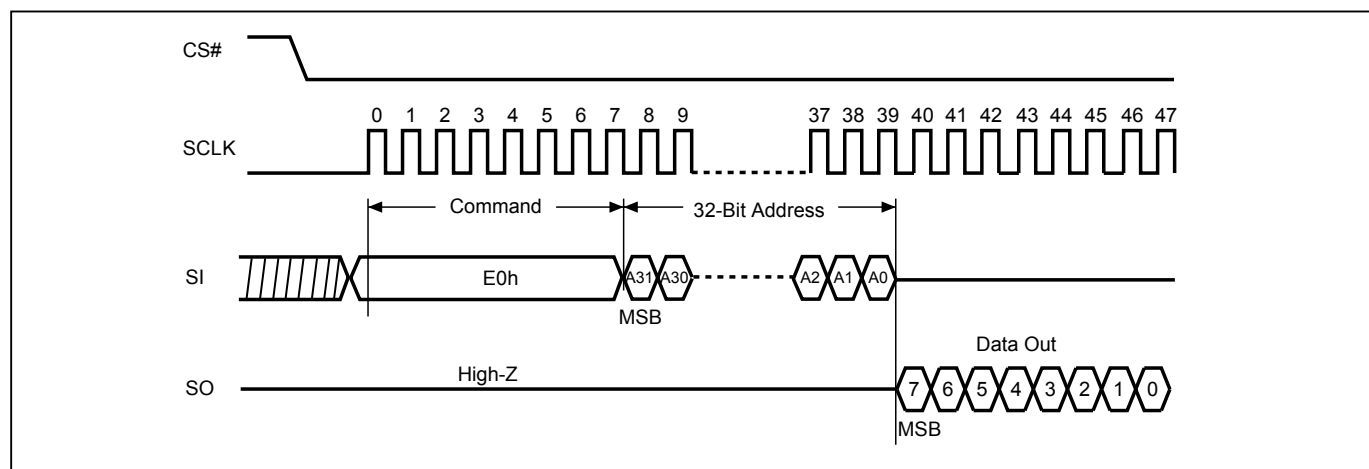 CS#
0 1 2 3 4 5 6 7 8 9 37 38 39 40 41 42 43 44 45 46 47
SCLK
Command 32-Bit Address
SI E0h A31 A30 A2 A1 A0
MSB
Data Out
SO High-Z 7 6 5 4 3 2 1 0
MSB